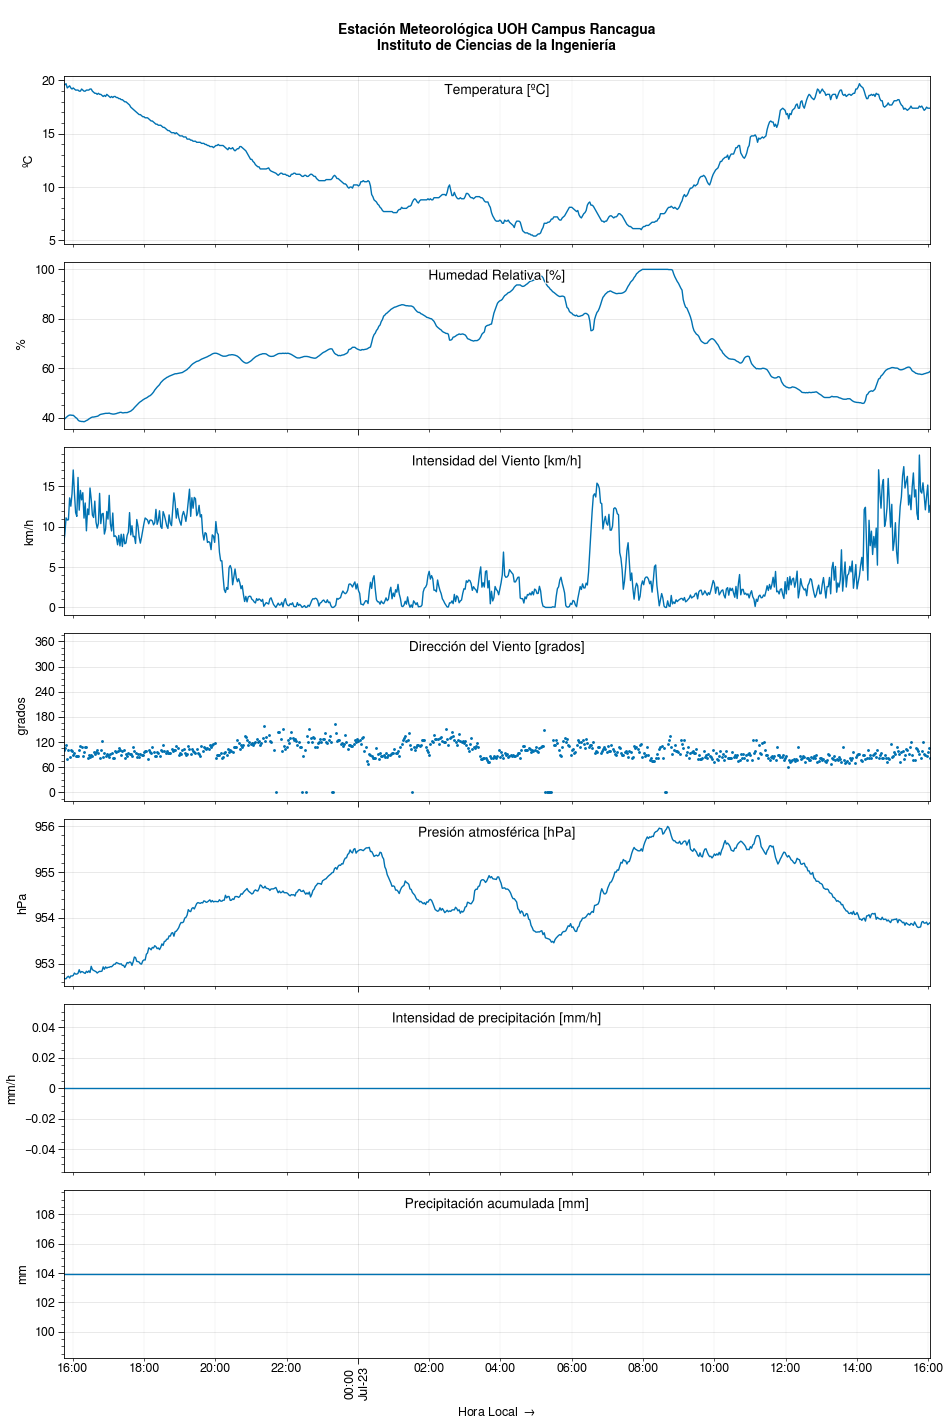 Estación Meteorológica UOH Campus Rancagua
Instituto de Ciencias de la Ingeniería
Temperatura [ºC]
20
15
10
5
ºC
Humedad Relativa [%]
100
80
60
40
%
Intensidad del Viento [km/h]
15
10
5
0
km/h
Dirección del Viento [grados]
360
300
240
180
120
60
0
grados
Presión atmosférica [hPa]
956
955
954
953
hPa
Intensidad de precipitación [mm/h]
0.04
0.02
0
−0.02
−0.04
mm/h
Precipitación acumulada [mm]
108
106
104
102
100
mm
16:00 18:00 20:00 22:00 00:00 02:00 04:00 06:00 08:00 10:00 12:00 14:00 16:00
Jul-23
Hora Local →